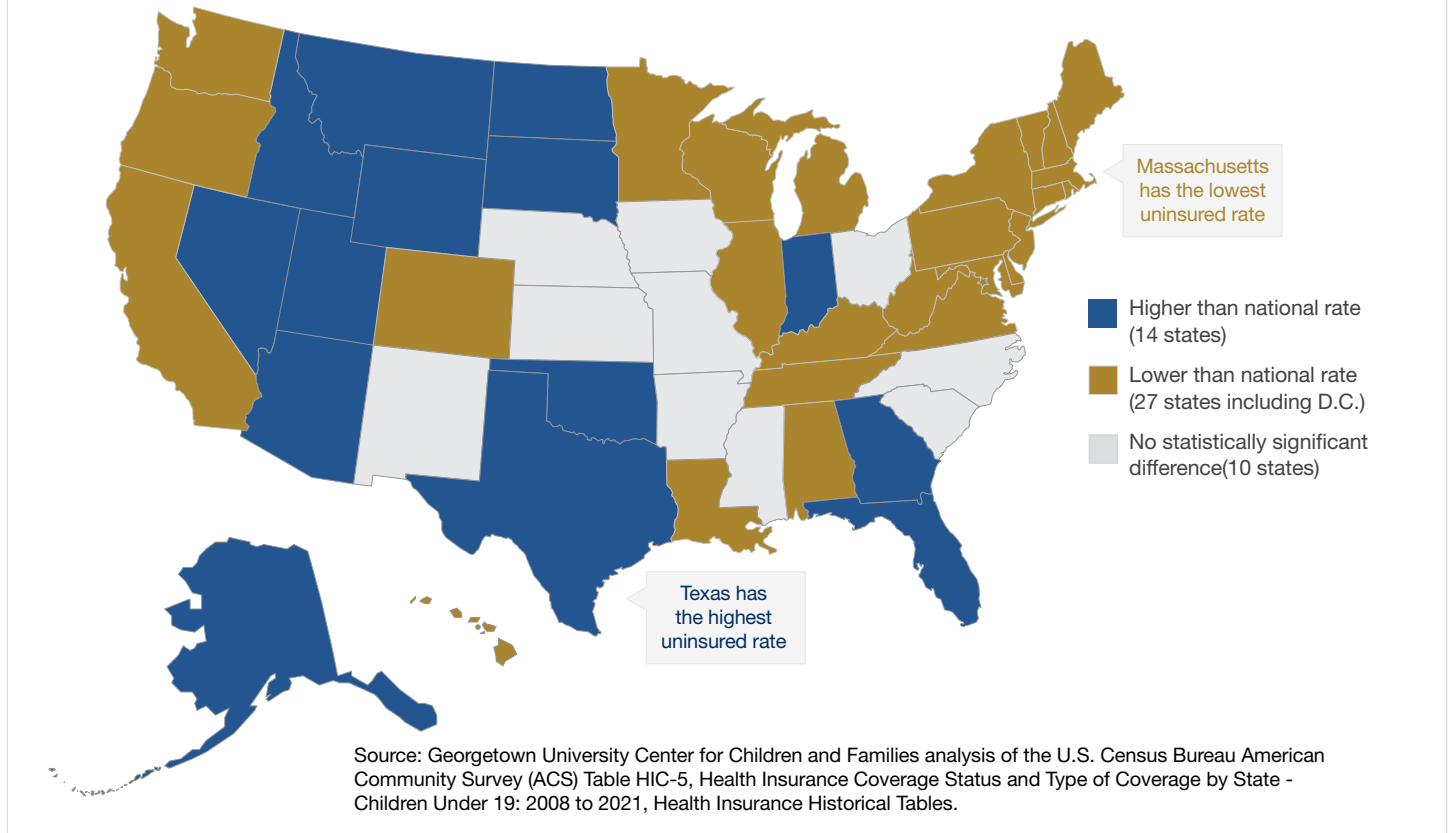 Massachusetts
has the lowest
uninsured rate
Higher than national rate
(14 states)
Lower than national rate
(27 states including D.C.)
No statistically significant
difference(10 states)
Texas has
the highest
uninsured rate
Source: Georgetown University Center for Children and Families analysis of the U.S. Census Bureau American
Community Survey (ACS) Table HIC-5, Health Insurance Coverage Status and Type of Coverage by State -
Children Under 19: 2008 to 2021, Health Insurance Historical Tables.